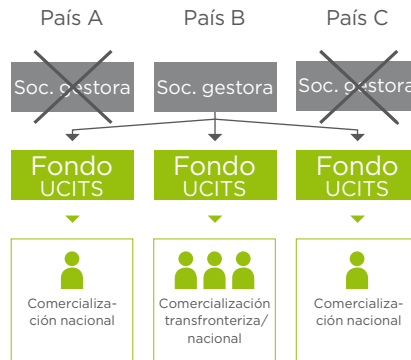 País A País B País C
Soc. gestora Soc. gestora Soc. gestora
Fondo Fondo Fondo
UCITS UCITS UCITS
Comercializa-
ción nacional
Comercialización
transfronteriza/
nacional
Comercializa-
ción nacional